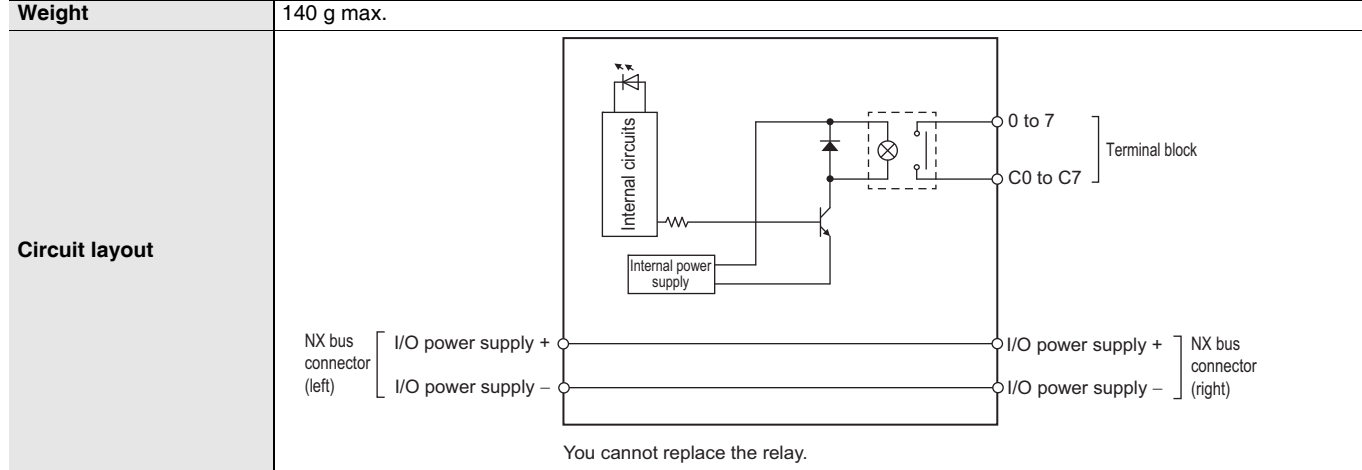 Weight
140 g max.
Circuit layout
Internal circuits
Internal power
supply
0 to 7
C0 to C7
Terminal block
NX bus
connector
(left)
I/O power supply +
I/O power supply –
I/O power supply +
I/O power supply –
NX bus
connector
(right)
You cannot replace the relay.